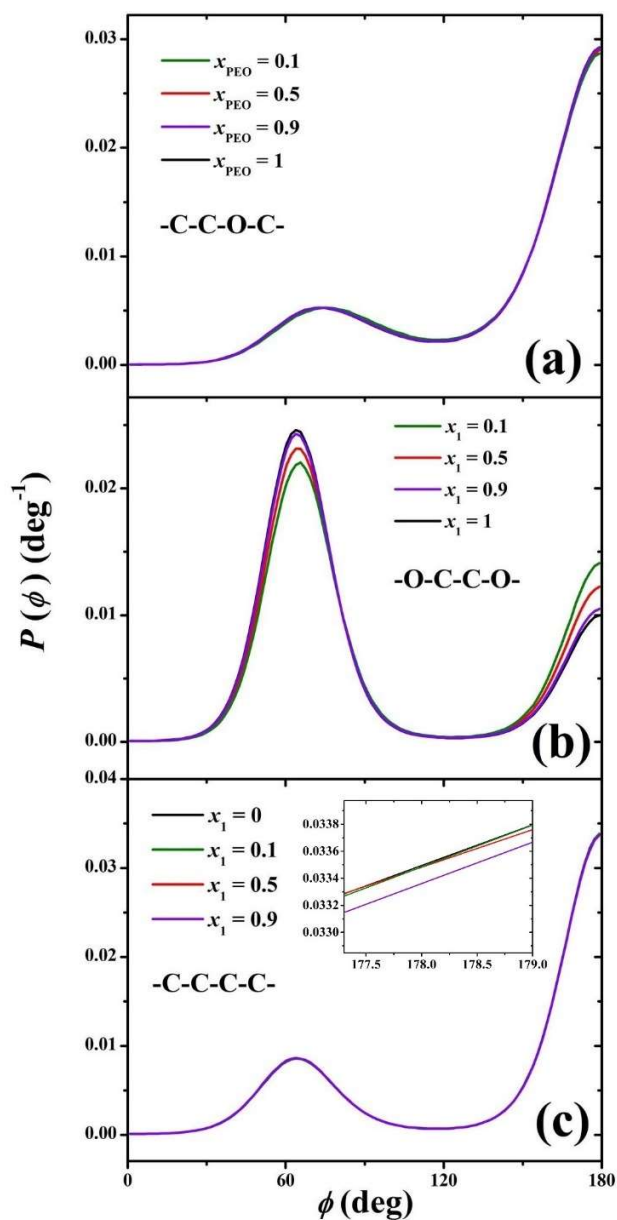 0.03
x_PEO = 0.1
x_PEO = 0.5
x_PEO = 0.9
x_PEO = 1
0.02
-C-C-O-C-
0.01
0.00
(a)
x_1 = 0.1
x_1 = 0.5
x_1 = 0.9
x_1 = 1
0.02
-O-C-C-O-
0.01
0.00
(b)
P (ϕ) (deg^-1)
0.04
x_1 = 0
x_1 = 0.1
x_1 = 0.5
x_1 = 0.9
0.0338
0.0336
0.0334
0.0332
0.0330
177.5 178.0 178.5 179.0
0.03
0.02
-C-C-C-C-
0.01
0.00
(c)
0 60 120 180
ϕ (deg)